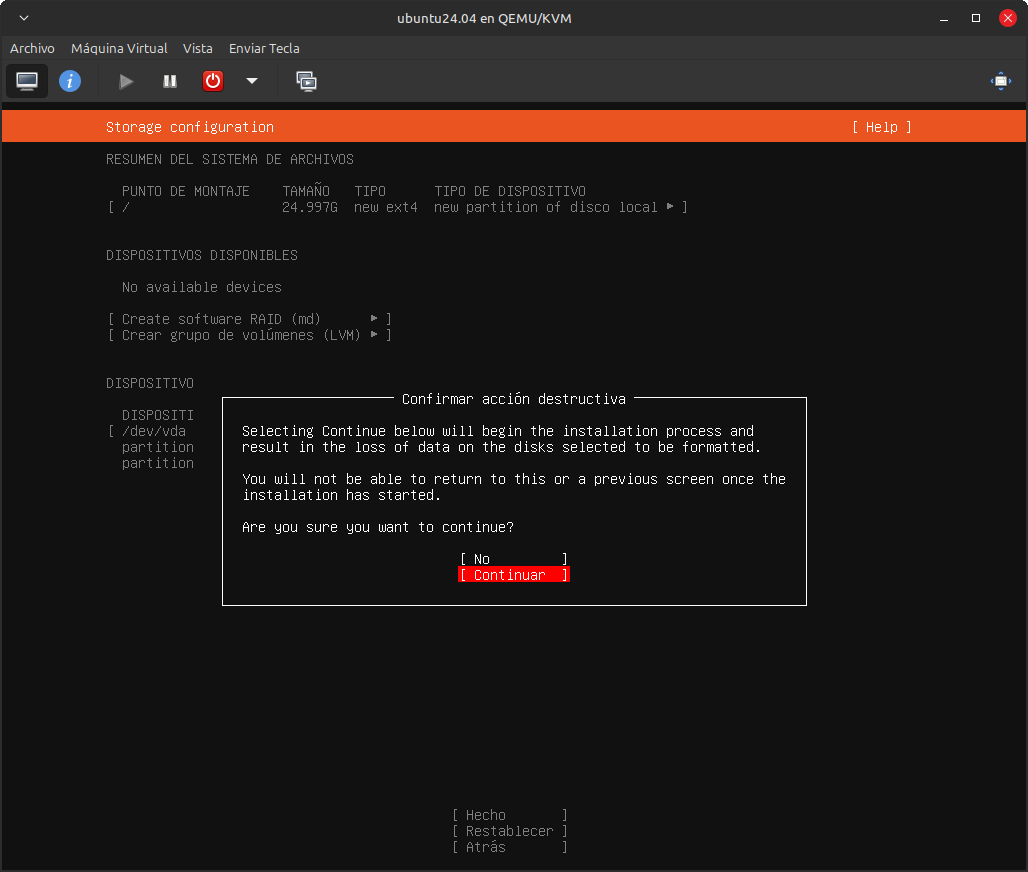 ubuntu24.04 en QEMU/KVM
Archivo Máquina Virtual Vista Enviar Tecla
Storage configuration [ Help ]
RESUMEN DEL SISTEMA DE ARCHIVOS
PUNTO DE MONTAJE TAMAÑO TIPO TIPO DE DISPOSITIVO
[ / 24.997G new ext4 new partition of disco local ▸ ]
DISPOSITIVOS DISPONIBLES
No available devices
[ Create software RAID (md) ▸ ]
[ Crear grupo de volúmenes (LVM) ▸ ]
DISPOSITIVO
DISPOSITI
[ /dev/vda
partition
partition
Confirmar acción destructiva
Selecting Continue below will begin the installation process and
result in the loss of data on the disks selected to be formatted.
You will not be able to return to this or a previous screen once the
installation has started.
Are you sure you want to continue?
[ No ]
[ Continuar ]
[ Hecho ]
[ Restablecer ]
[ Atrás ]